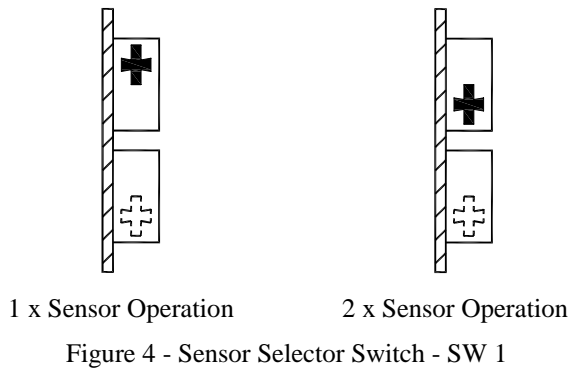 1 x Sensor Operation
2 x Sensor Operation
Figure 4 - Sensor Selector Switch - SW 1